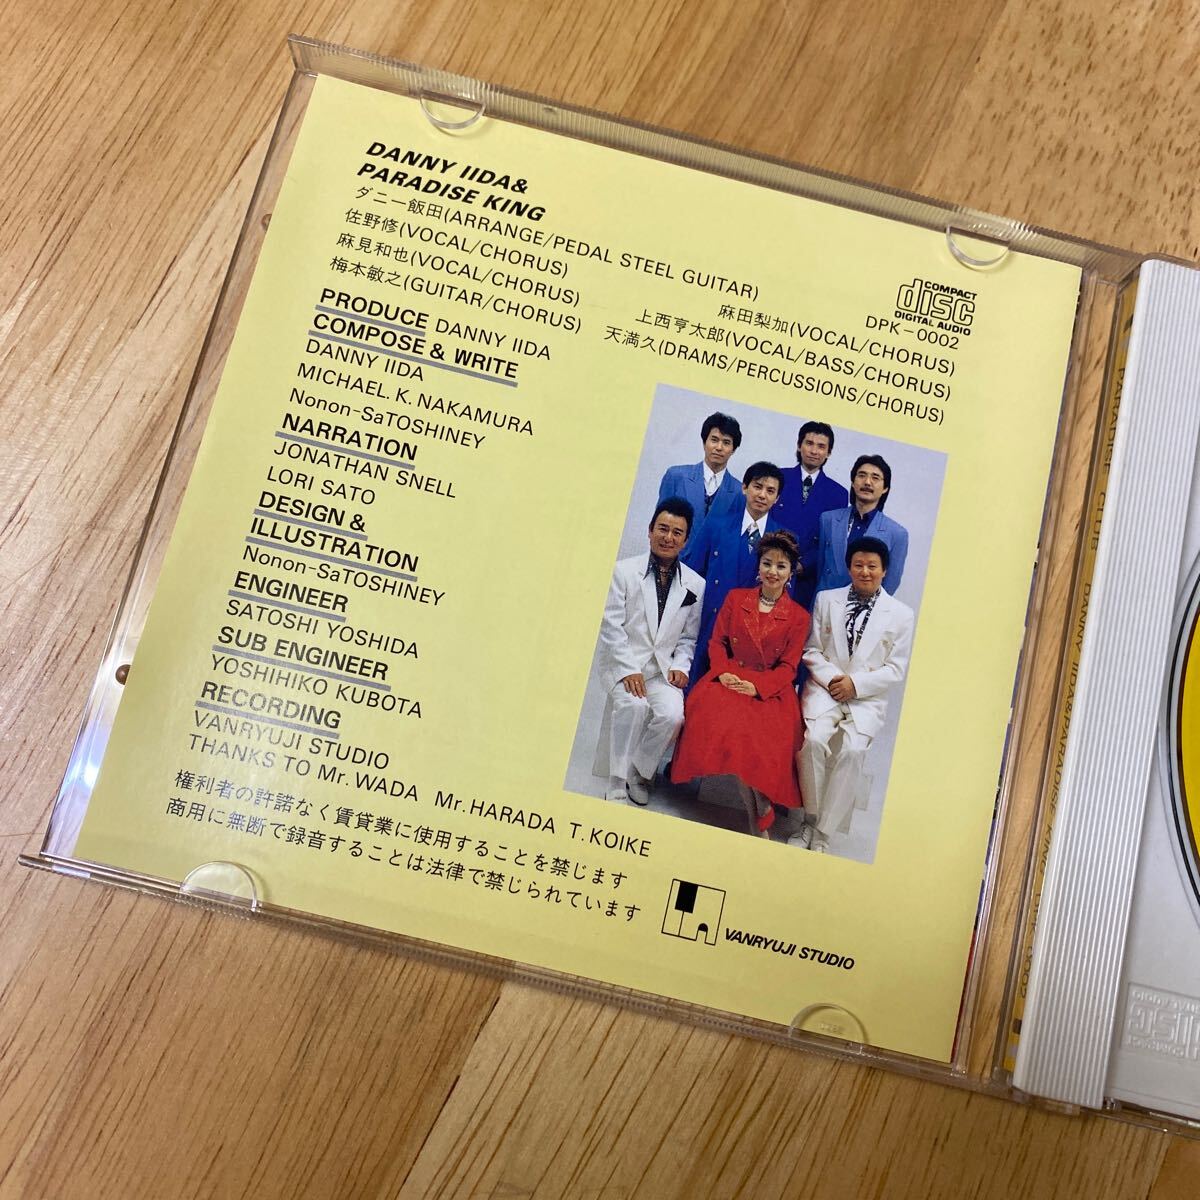 DANNY IIDA&
PARADISE KING
ダニー飯田(ARRANGE/PEDAL STEEL GUITAR)
佐野修(VOCAL/CHORUS)
麻見和也(VOCAL/CHORUS)
梅本敏之(GUITAR/CHORUS)
麻田梨加(VOCAL/CHORUS)
上西亨太郎(VOCAL/BASS/CHORUS)
天満久(DRAMS/PERCUSSIONS/CHORUS)
COMPACT
disc
DIGITAL AUDIO
DPK-0002
PRODUCE DANNY IIDA
COMPOSE & WRITE
DANNY IIDA
MICHAEL. K. NAKAMURA
Nonon-SaTOSHINEY
NARRATION
JONATHAN SNELL
LORI SATO
DESIGN &
ILLUSTRATION
Nonon-SaTOSHINEY
ENGINEER
SATOSHI YOSHIDA
SUB ENGINEER
YOSHIHIKO KUBOTA
RECORDING
VANRYUJI STUDIO
THANKS TO Mr. WADA Mr. HARADA T. KOIKE
権利者の許諾なく賃貸業に使用することを禁じます
商用に無断で録音することは法律で禁じられています
VANRYUJI STUDIO
PARADISE CLUB DANNY IIDA&PARADISE KING